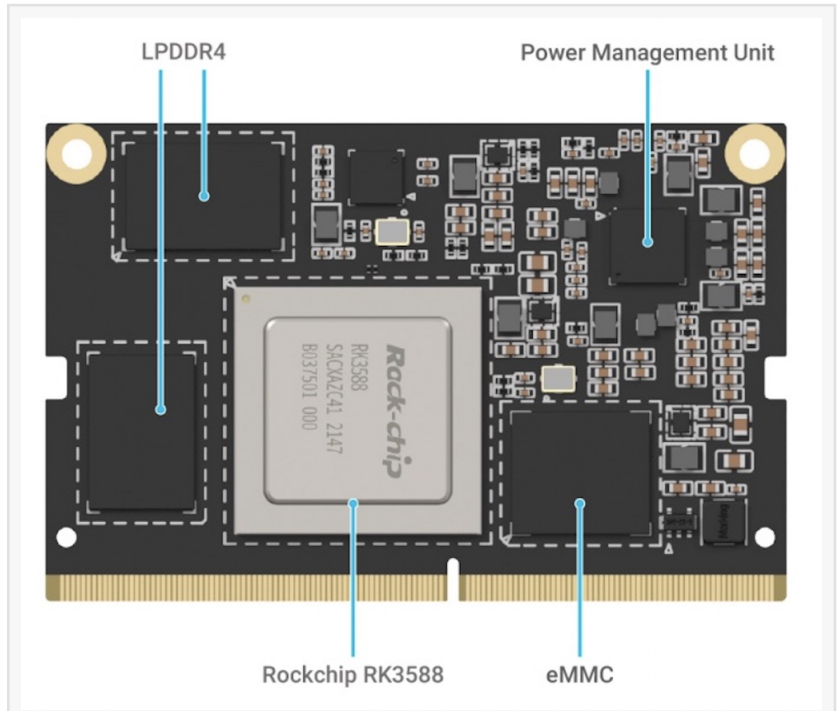 LPDDR4
Power Management Unit
Rock-chip
RK3588
SACKAZC41 2147
B037501 000
Rockchip RK3588
eMMC